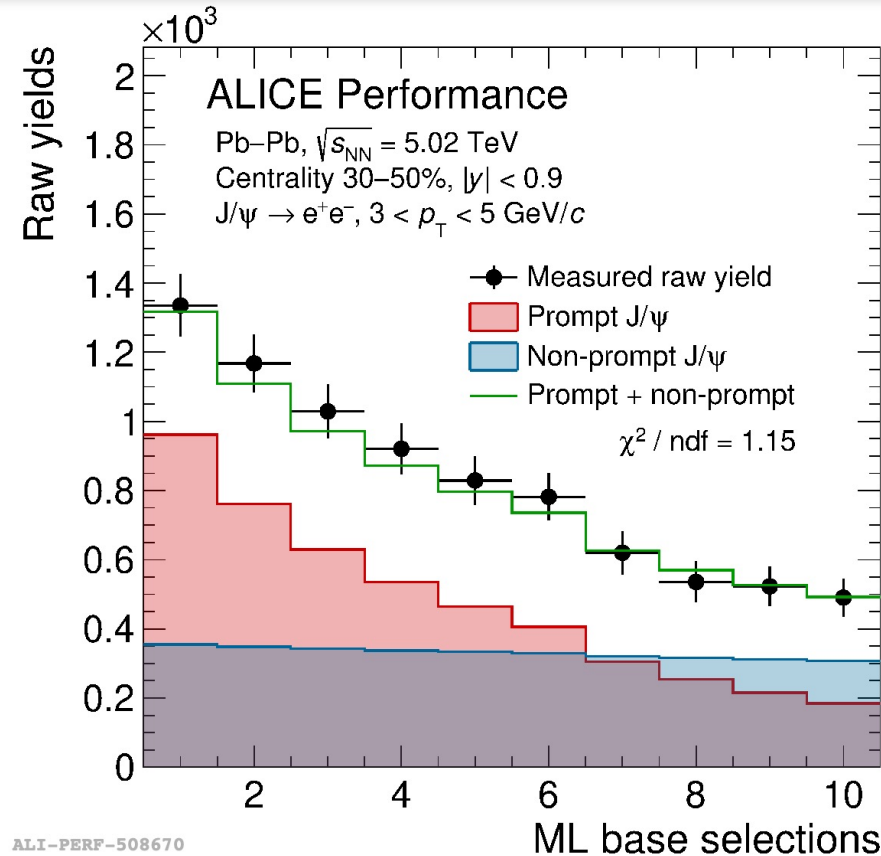 ×10³
Raw yields
2
1.8
1.6
1.4
1.2
1
0.8
0.6
0.4
0.2
0
ALICE Performance
Pb–Pb, √sNN = 5.02 TeV
Centrality 30–50%, |y| < 0.9
J/ψ → e⁺e⁻, 3 < pT < 5 GeV/c
Measured raw yield
Prompt J/ψ
Non-prompt J/ψ
Prompt + non-prompt
χ² / ndf = 1.15
2 4 6 8 10
ML base selections
ALI-PERF-508670